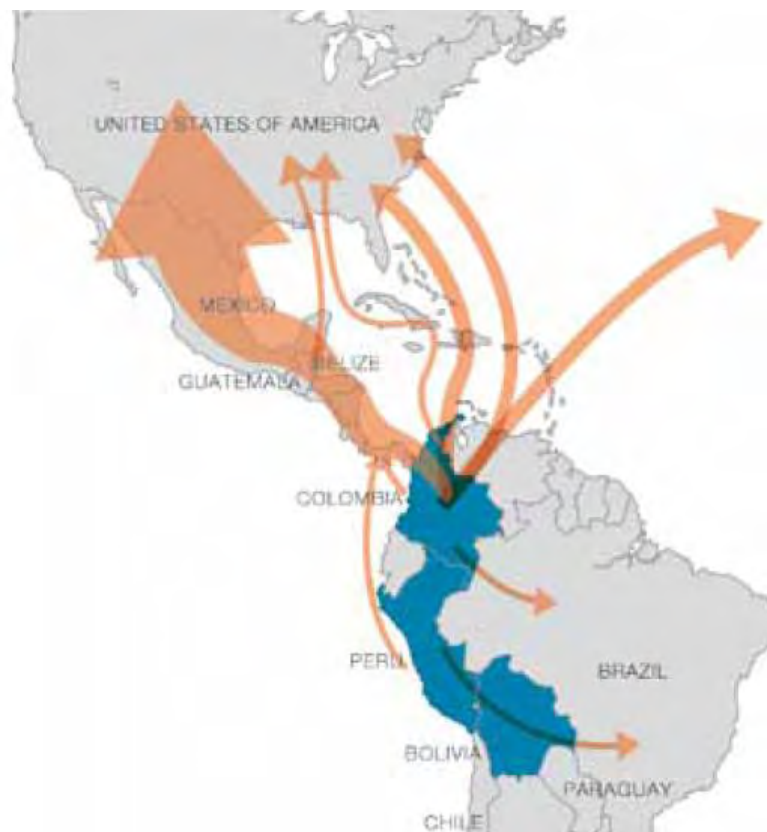 UNITED STATES OF AMERICA
MEXICO
BELIZE
GUATEMALA
COLOMBIA
PERU
BRAZIL
BOLIVIA
PARAGUAY
CHILE